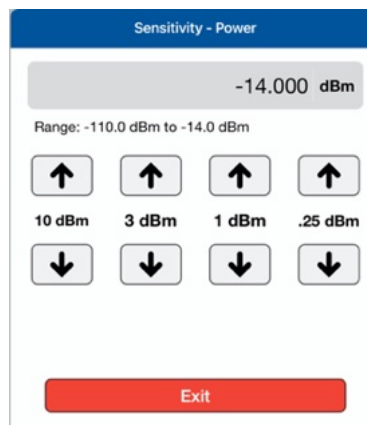 Sensitivity - Power
-14.000 dBm
Range: -110.0 dBm to -14.0 dBm
10 dBm 3 dBm 1 dBm .25 dBm
Exit